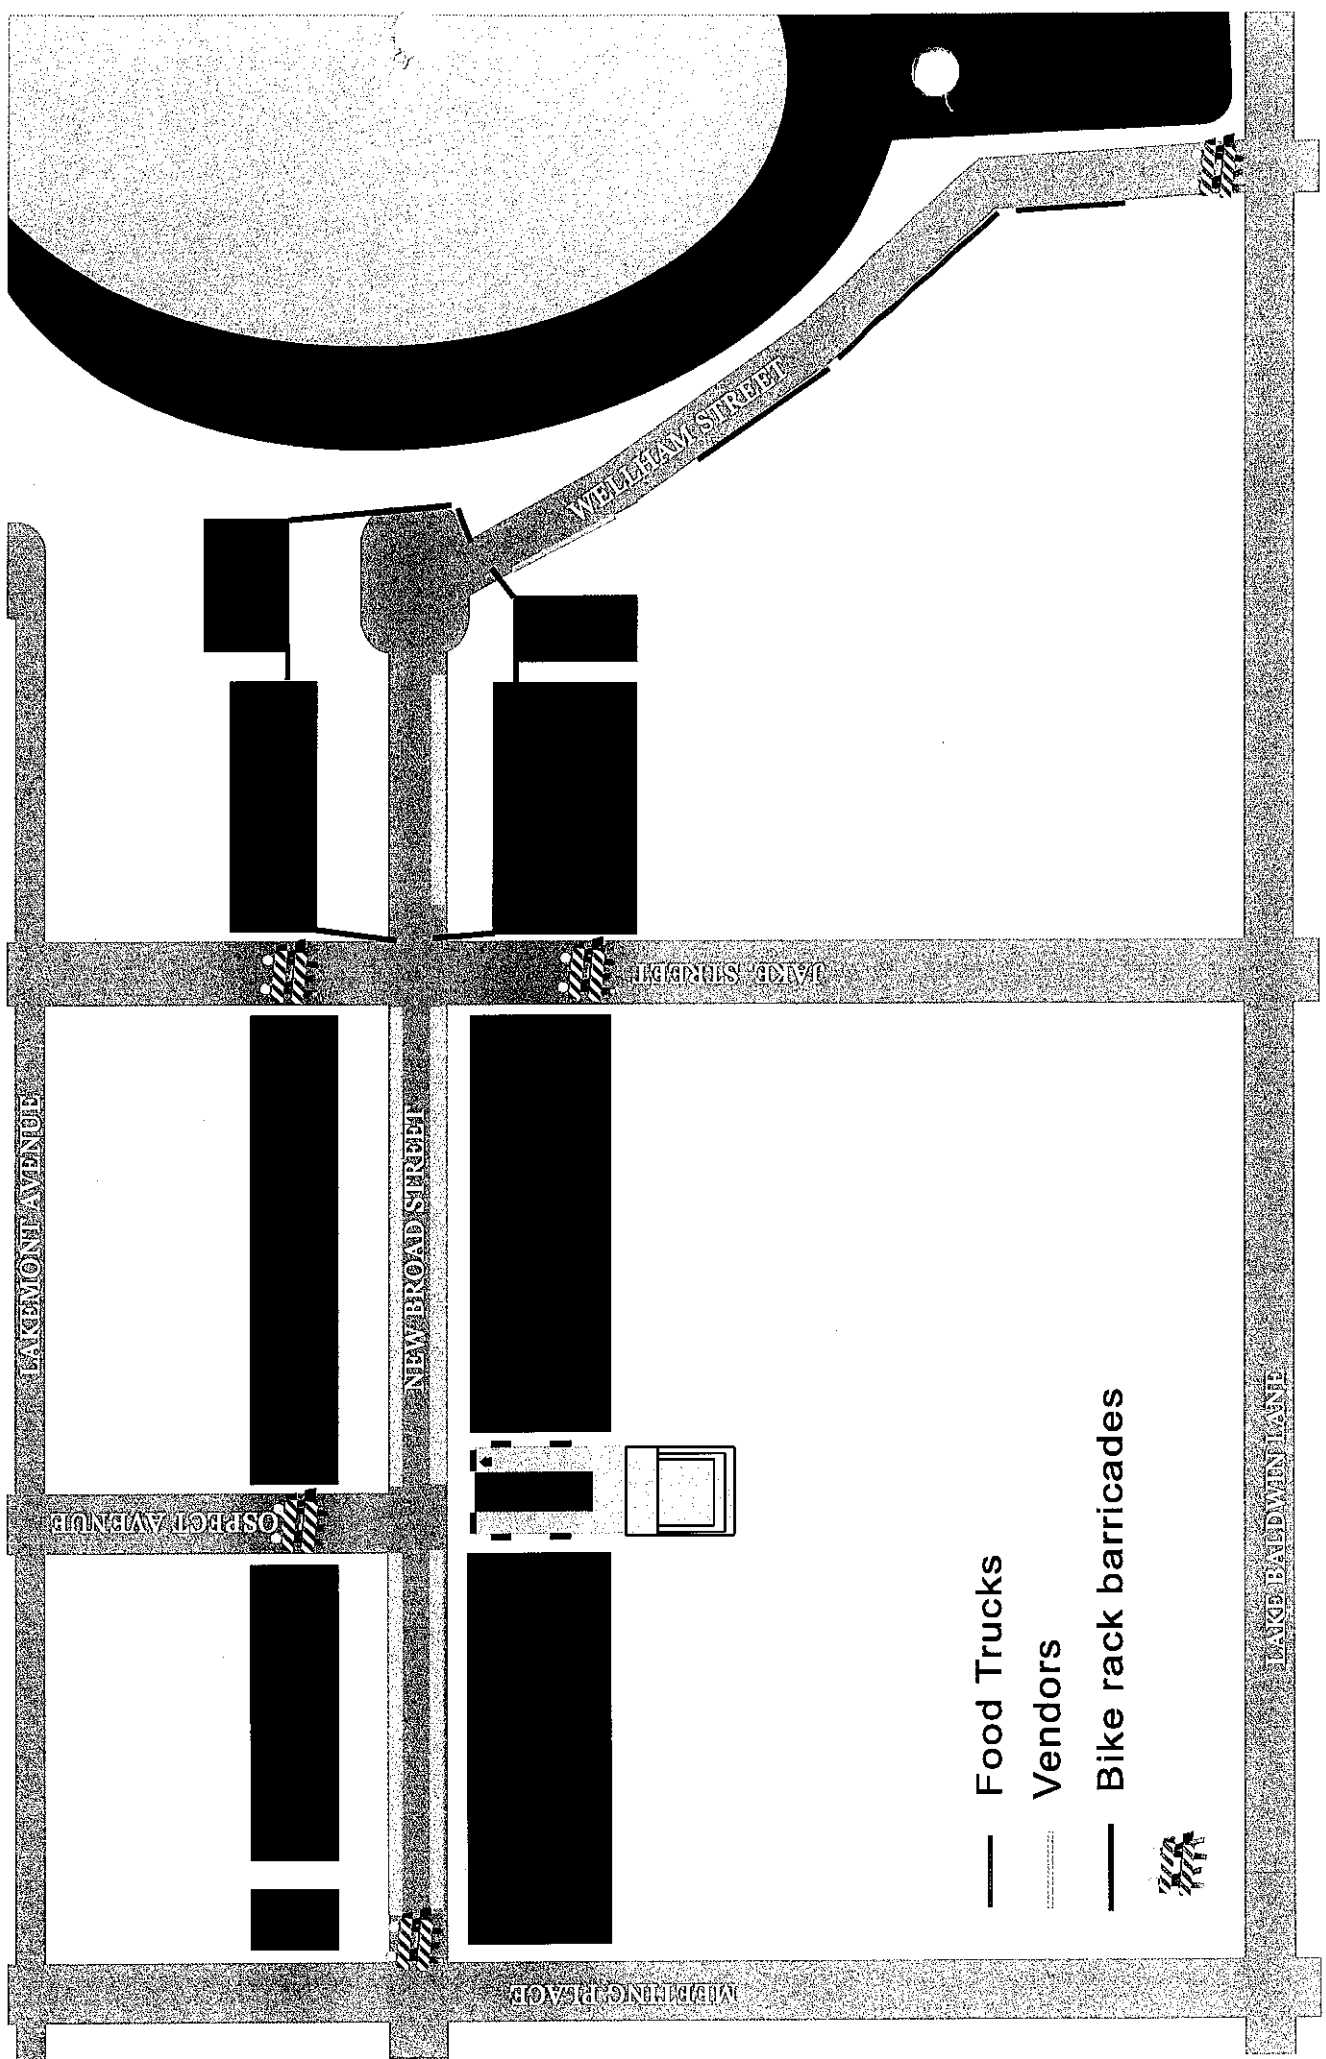 WELLHAM STREET
JAKE STREET
LAKEMONT AVENUE
NEW BROAD STREET
OSPECT AVENUE
LAKE BALDWIN LANE
MEETING PLACE
Food Trucks
Vendors
Bike rack barricades